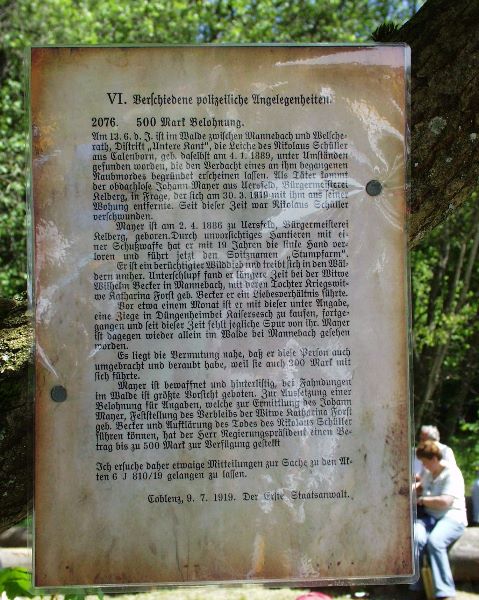 VI. Verschiedene polizeiliche Angelegenheiten.
2076. 500 Mark Belohnung.
Am 13. 6. d. J. ist im Walde zwischen Mannebach und Welche-
rath, Distrikt „Untere Kant", die Leiche des Nikolaus Schüller
aus Calenborn, geb. daselbst am 4. 1. 1889, unter Umständen
gefunden worden, die den Verdacht eines an ihm begangenen
Raubmordes begründet erscheinen lassen. Als Täter kommt
der obdachlose Johann Mayer aus Uersfeld, Bürgermeisterei
Kelberg, in Frage, der sich am 30. 3. 1919 mit ihm aus seiner
Wohung entfernte. Seit dieser Zeit war Nikolaus Schüller
verschwunden.
Mayer ist am 2. 4. 1886 zu Uersfeld, Bürgermeisterei
Kelberg, geboren.Durch unvorsichtiges Hantieren mit ei-
ner Schußwaffe hat er mit 19 Jahren die linke Hand ver-
loren und führt jetzt den Spitznamen „Stumpfarm".
Er ist ein berüchtigter Wilddieb und treibt sich in den Wäl-
dern umher. Unterschlupf fand er längere Zeit bei der Witwe
Wilhelm Becker in Mannebach, mit deren Tochter Kriegswit-
we Katharina Forst geb. Becker er ein Liebesverhältnis führte.
Vor etwa einem Monat ist er mit dieser unter Angabe,
eine Ziege in Düngenheimbei Kaisersesch zu kaufen, fortge-
gangen und seit dieser Zeit fehlt jegliche Spur von ihr. Mayer
ist dagegen wieder allein im Walde bei Mannebach gesehen
worden.
Es liegt die Vermutung nahe, daß er diese Person auch
umgebracht und beraubt habe, weil sie auch 300 Mark mit
sich führte.
Mayer ist bewaffnet und hinterlistig, bei Fahndungen
im Walde ist größte Vorsicht geboten. Zur Aussetzung einer
Belohnung für Angaben, welche zur Ermittlung des Johann
Mayer, Feststellung des Verbleibs der Witwe Katharina Forst
geb. Becker und Aufklärung des Todes des Nikolaus Schüller
führen können, hat der Herr Regierungspräsident einen Be-
trag bis zu 500 Mark zur Verfügung gestellt
Ich ersuche daher etwaige Mitteilungen zur Sache zu den Ak-
ten 6 J 810/19 gelangen zu lassen.
Coblenz, 9. 7. 1919. Der Erste Staatsanwalt.